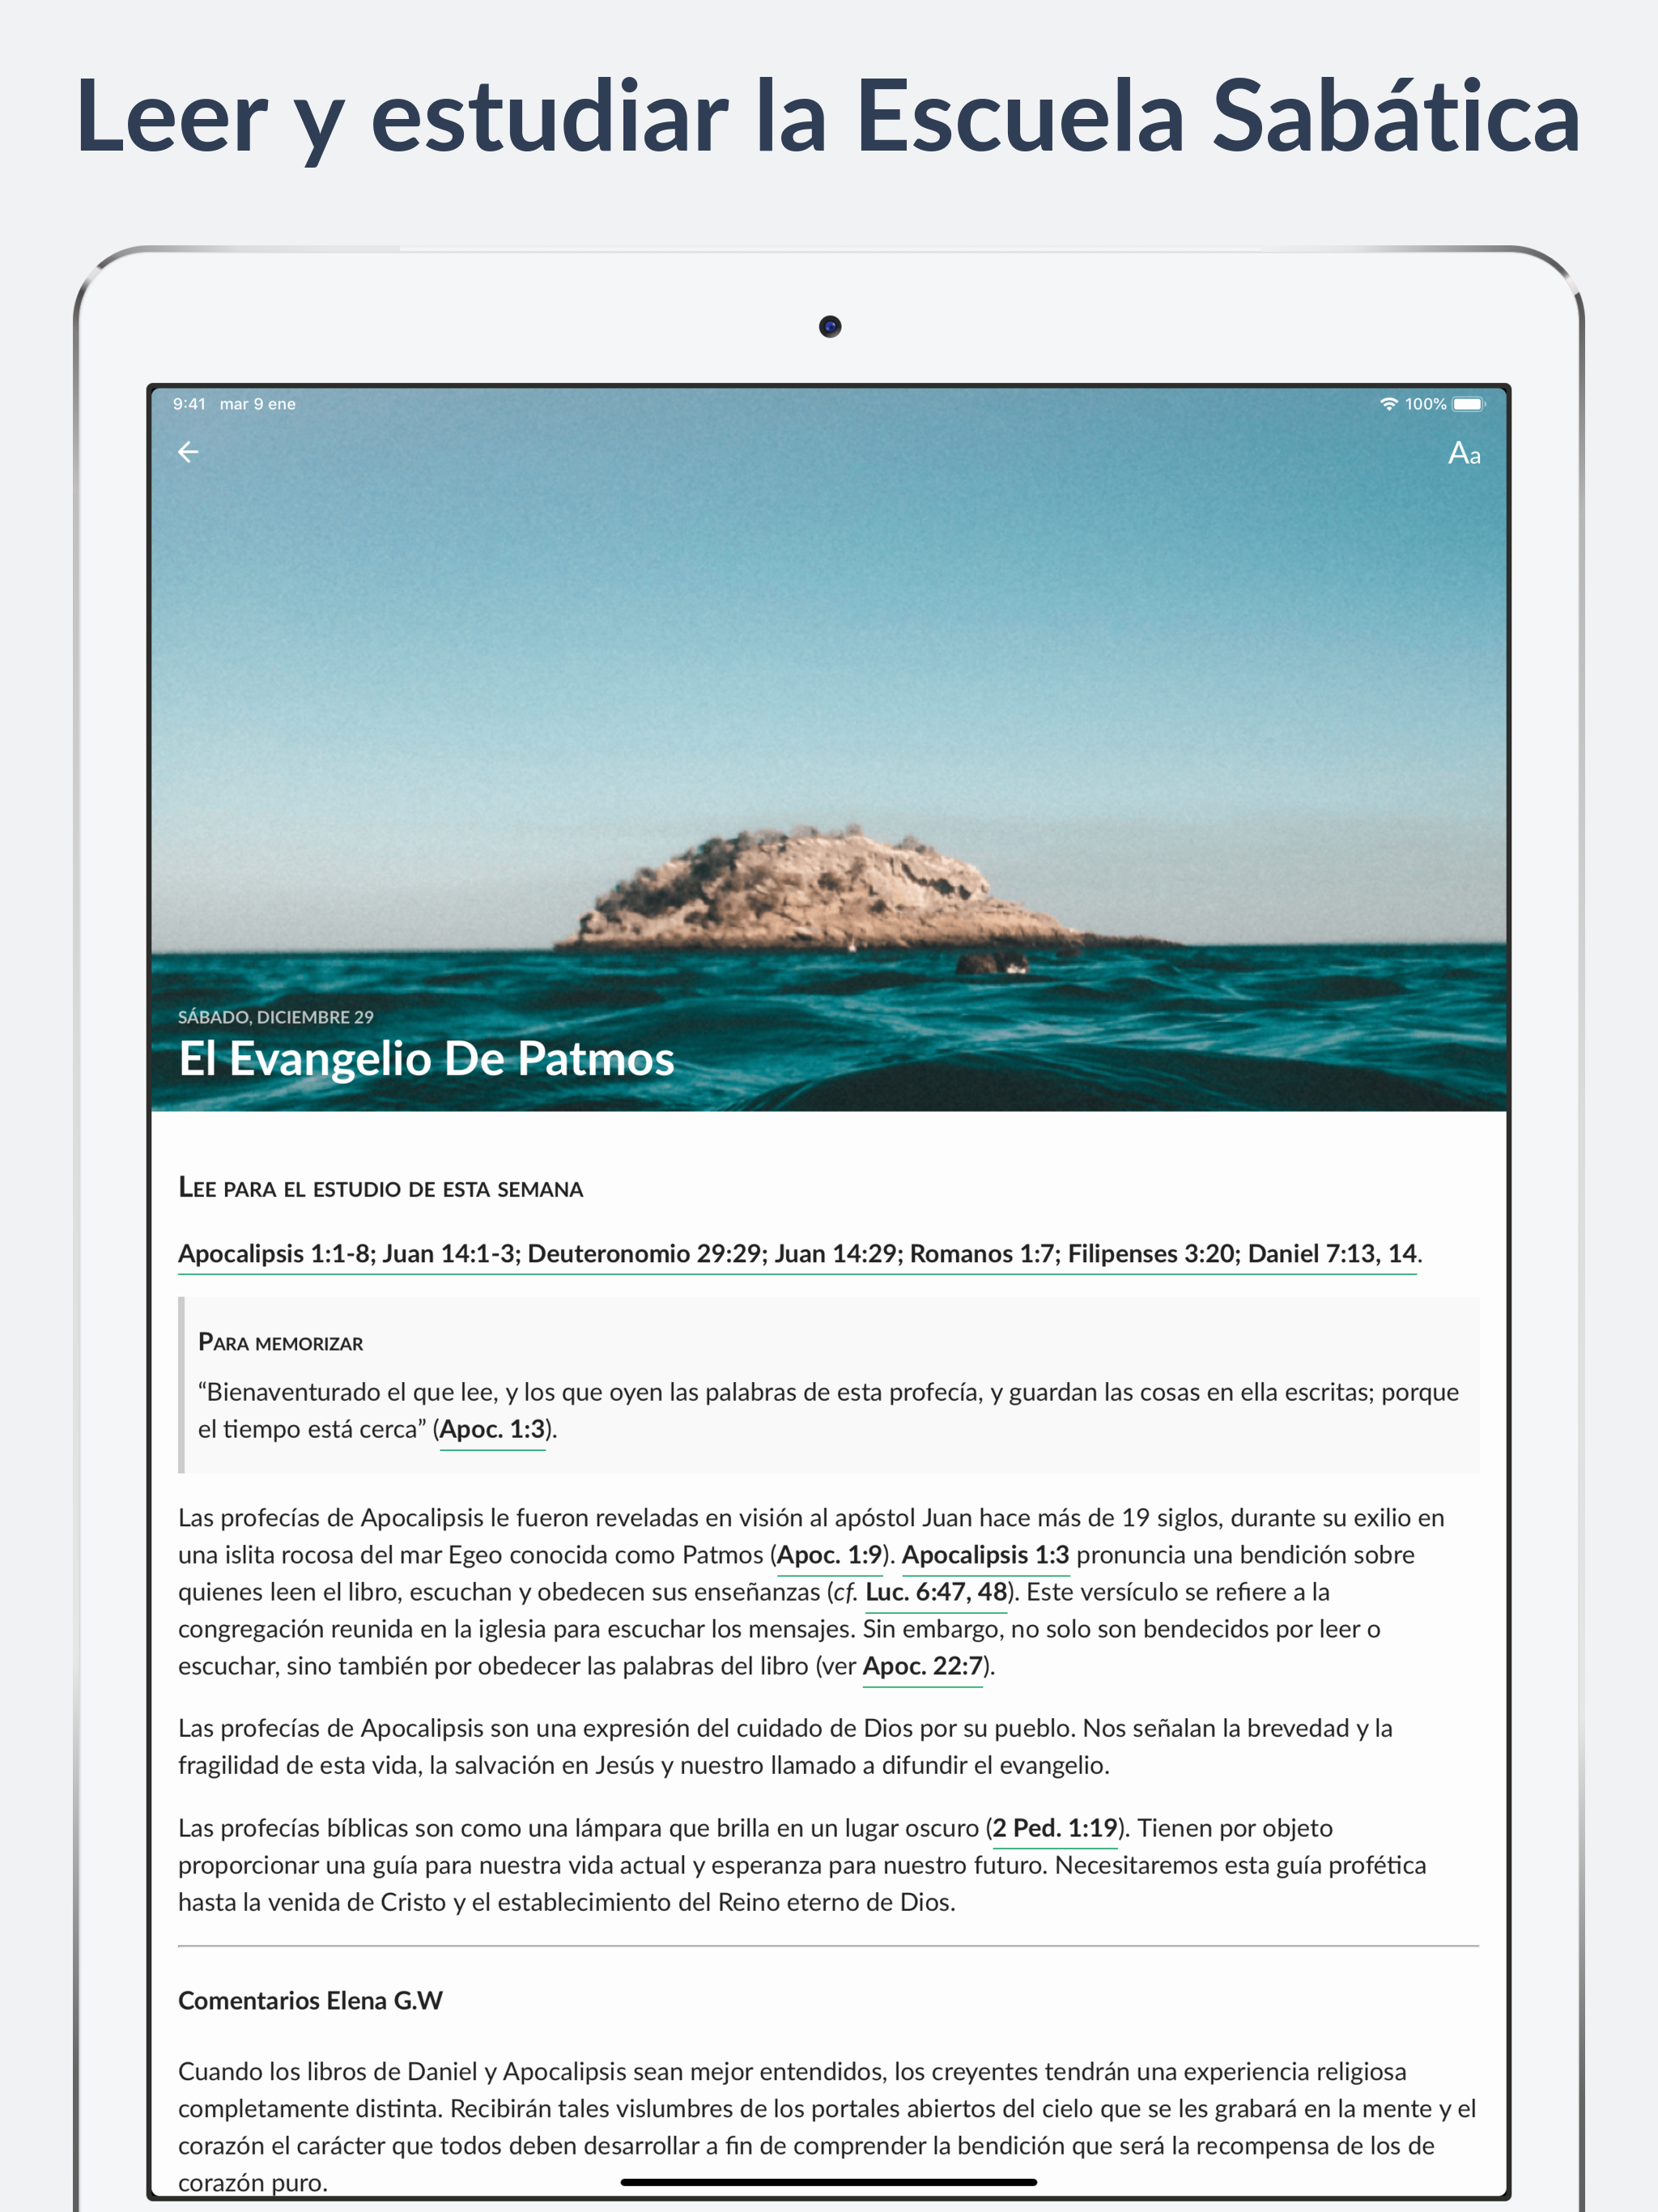 Leer y estudiar la Escuela Sabática
9:41 mar 9 ene
100%
Aa
SÁBADO, DICIEMBRE 29
El Evangelio De Patmos
Lee para el estudio de esta semana
Apocalipsis 1:1-8; Juan 14:1-3; Deuteronomio 29:29; Juan 14:29; Romanos 1:7; Filipenses 3:20; Daniel 7:13, 14.
Para memorizar
“Bienaventurado el que lee, y los que oyen las palabras de esta profecía, y guardan las cosas en ella escritas; porque
el tiempo está cerca” (Apoc. 1:3).
Las profecías de Apocalipsis le fueron reveladas en visión al apóstol Juan hace más de 19 siglos, durante su exilio en
una islita rocosa del mar Egeo conocida como Patmos (Apoc. 1:9). Apocalipsis 1:3 pronuncia una bendición sobre
quienes leen el libro, escuchan y obedecen sus enseñanzas (cf. Luc. 6:47, 48). Este versículo se refiere a la
congregación reunida en la iglesia para escuchar los mensajes. Sin embargo, no solo son bendecidos por leer o
escuchar, sino también por obedecer las palabras del libro (ver Apoc. 22:7).
Las profecías de Apocalipsis son una expresión del cuidado de Dios por su pueblo. Nos señalan la brevedad y la
fragilidad de esta vida, la salvación en Jesús y nuestro llamado a difundir el evangelio.
Las profecías bíblicas son como una lámpara que brilla en un lugar oscuro (2 Ped. 1:19). Tienen por objeto
proporcionar una guía para nuestra vida actual y esperanza para nuestro futuro. Necesitaremos esta guía profética
hasta la venida de Cristo y el establecimiento del Reino eterno de Dios.
Comentarios Elena G.W
Cuando los libros de Daniel y Apocalipsis sean mejor entendidos, los creyentes tendrán una experiencia religiosa
completamente distinta. Recibirán tales vislumbres de los portales abiertos del cielo que se les grabará en la mente y el
corazón el carácter que todos deben desarrollar a fin de comprender la bendición que será la recompensa de los de
corazón puro.